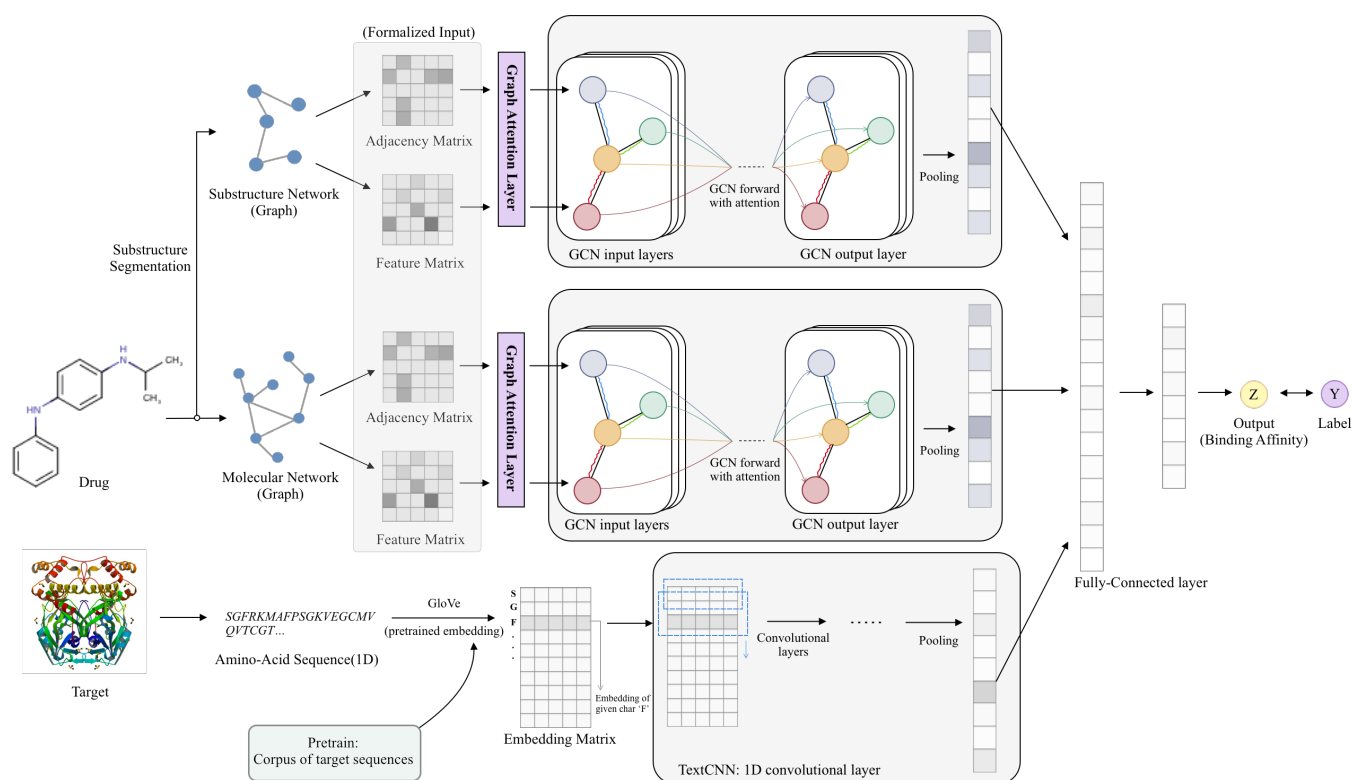 (Formalized Input)
Adjacency Matrix
Feature Matrix
Graph Attention Layer
GCN input layers
GCN forward
with attention
GCN output layer
Pooling
Substructure Network
(Graph)
Substructure
Segmentation
H
N
CH₃
CH₃
HN
Drug
Molecular Network
(Graph)
Adjacency Matrix
Feature Matrix
Graph Attention Layer
GCN input layers
GCN forward
with attention
GCN output layer
Pooling
Fully-Connected layer
Z
Output
(Binding Affinity)
Y
Label
Target
SGFRKMAFPSGKVEGCMV
QVTCGT...
Amino-Acid Sequence(1D)
GloVe
(pretrained embedding)
Pretrain:
Corpus of target sequences
S
G
F
.
.
.
Embedding of
given char ‘F’
Embedding Matrix
Convolutional
layers
.....
Pooling
TextCNN: 1D convolutional layer